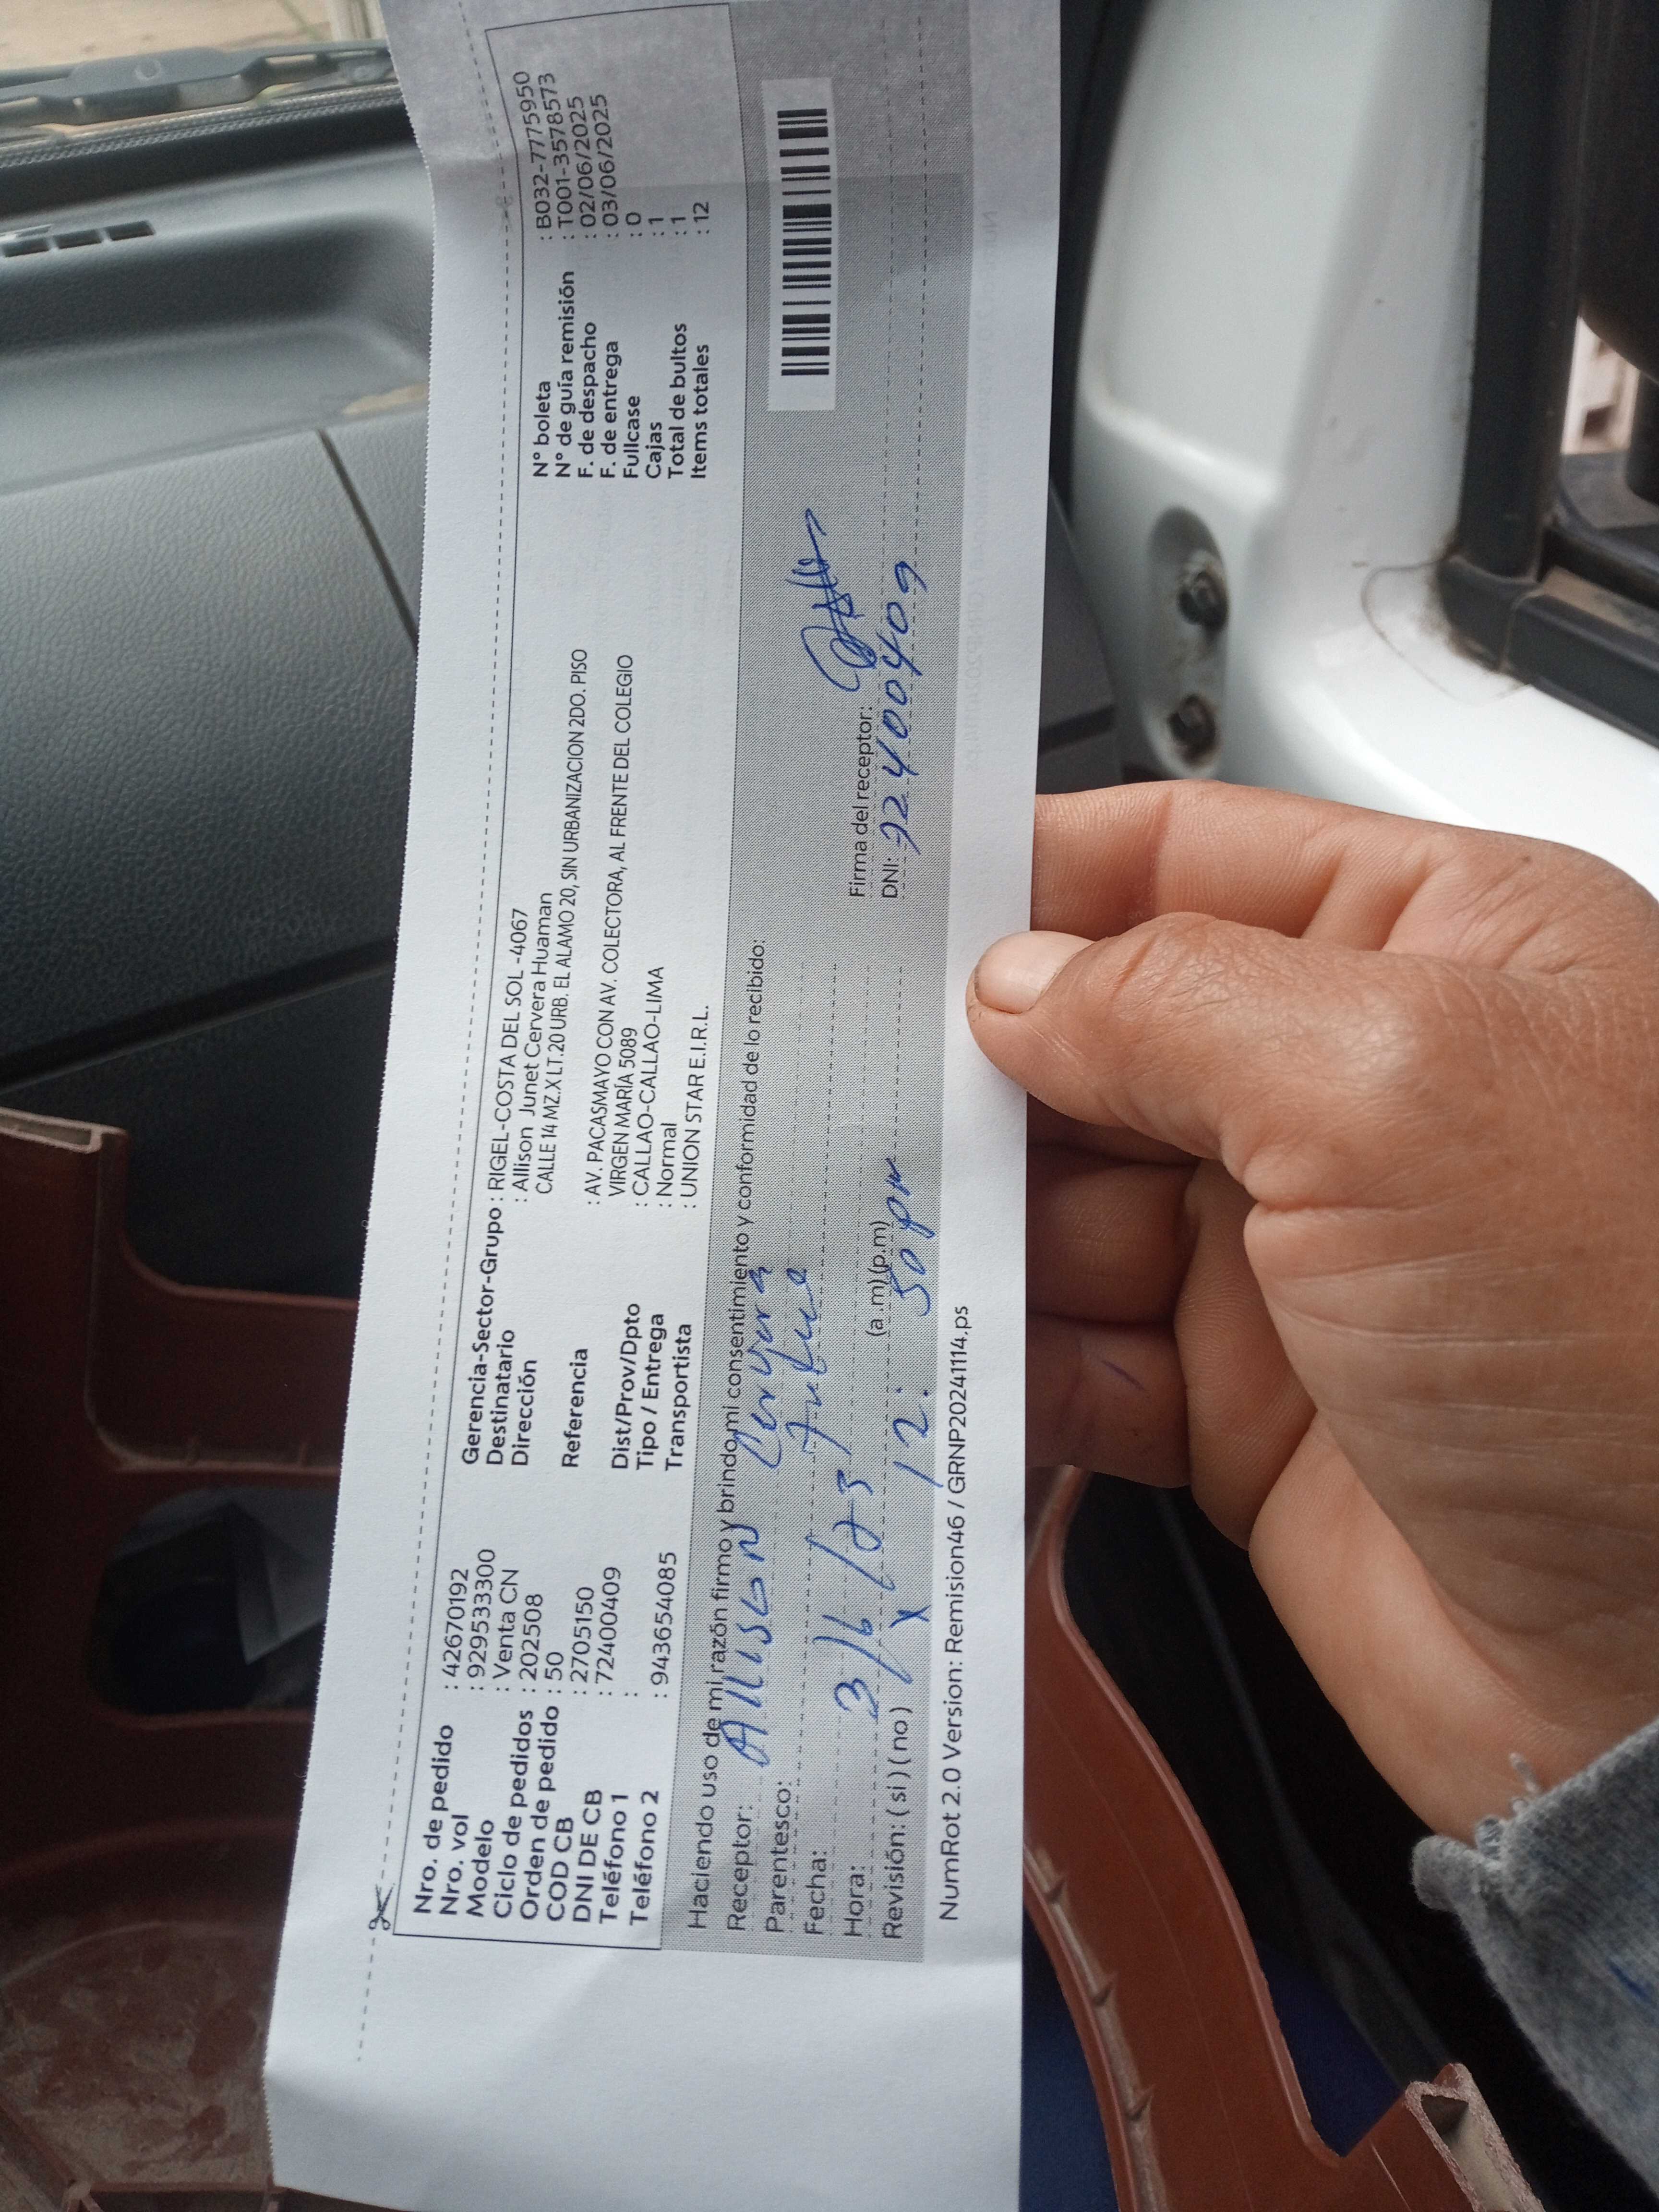 Nro. de pedido : 42670192
Nro. vol : 929533300
Modelo : Venta CN
Ciclo de pedidos : 202508
Orden de pedido : 50
COD CB : 2705150
DNI DE CB : 72400409
Teléfono 1 :
Teléfono 2 : 943654085
Gerencia-Sector-Grupo : RIGEL-COSTA DEL SOL -4067
Destinatario : Allison Junet Cervera Huaman
Dirección CALLE 14 MZ.X LT.20 URB. EL ALAMO 20, SIN URBANIZACION 2DO. PISO
Referencia : AV. PACASMAYO CON AV. COLECTORA, AL FRENTE DEL COLEGIO
VIRGEN MARÍA 5089
Dist/Prov/Dpto : CALLAO-CALLAO-LIMA
Tipo / Entrega : Normal
Transportista : UNION STAR E.I.R.L.
N° boleta : B032-7775950
N° de guía remisión : T001-3578573
F. de despacho : 02/06/2025
F. de entrega : 03/06/2025
Fullcase : 0
Cajas : 1
Total de bultos : 1
Items totales : 12
Haciendo uso de mi razón firmo y brindo mi consentimiento y conformidad de lo recibido:
Receptor: Allison Cervera
Parentesco:
Fecha: 3/6/
Hora: (a .m) (p.m)
12: 50 pm
Revisión: ( si ) ( no ) x
Firma del receptor:
DNI: 72400409
NumRot 2.0 Version: Remision46 / GRNP20241114.ps